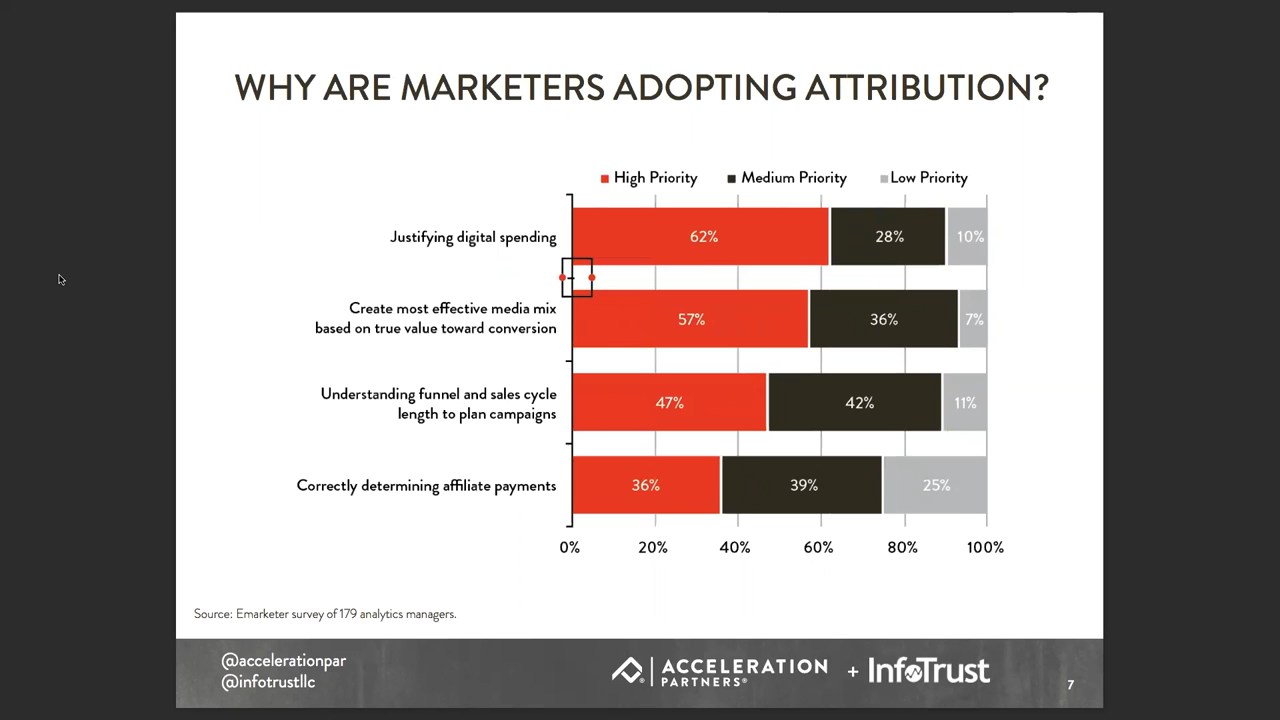 WHY ARE MARKETERS ADOPTING ATTRIBUTION?
High Priority Medium Priority Low Priority
Justifying digital spending 62% 28% 10%
Create most effective media mix
based on true value toward conversion
57% 36% 7%
Understanding funnel and sales cycle
length to plan campaigns
47% 42% 11%
Correctly determining affiliate payments 36% 39% 25%
0% 20% 40% 60% 80% 100%
Source: Emarketer survey of 179 analytics managers.
@accelerationpar
@infotrustllc
ACCELERATION
PARTNERS®
+ InfoTrust
7